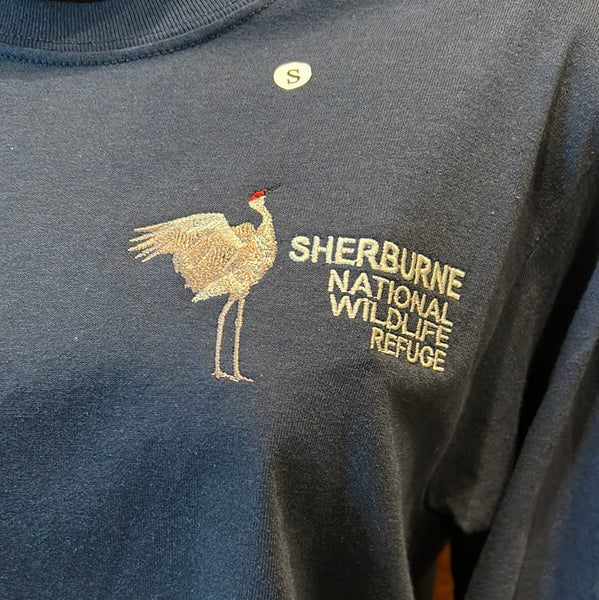 S
SHERBURNE
NATIONAL
WILDLIFE
REFUGE